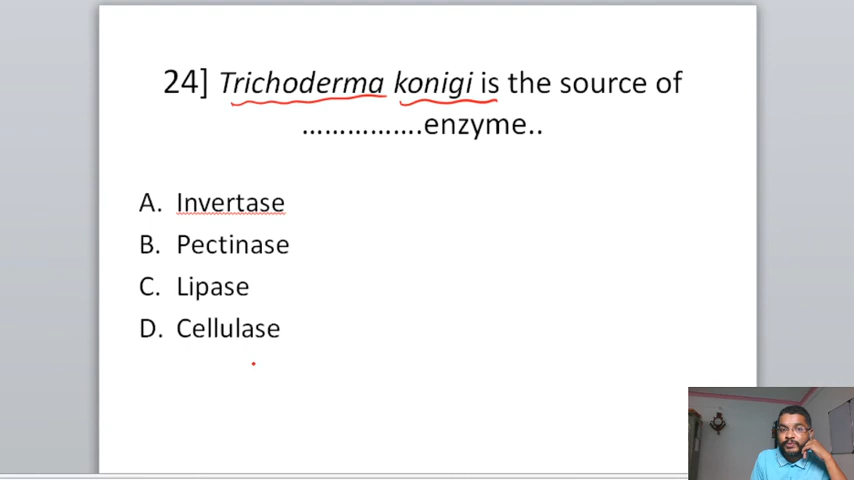 24] Trichoderma konigi is the source of
…………….enzyme..
A. Invertase
B. Pectinase
C. Lipase
D. Cellulase